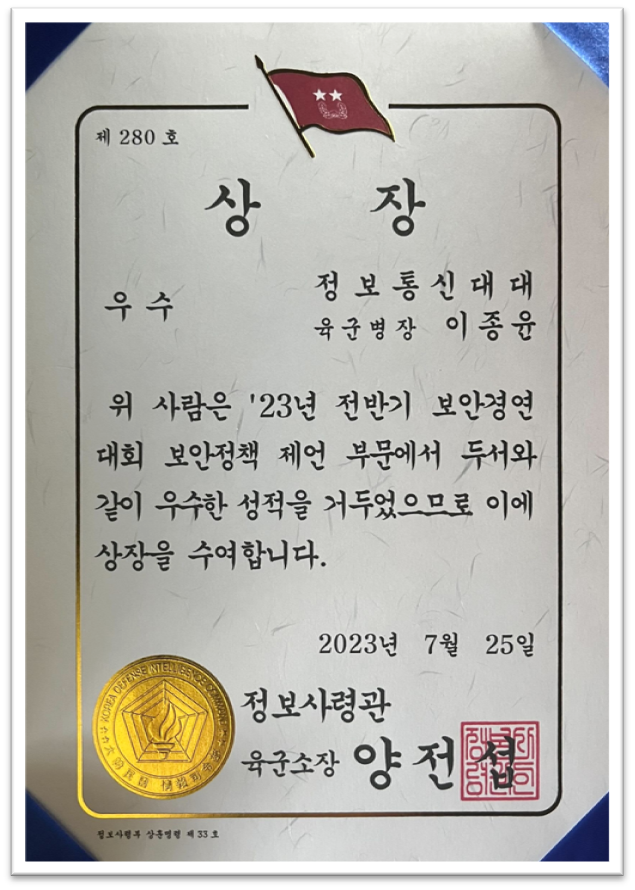 제 280 호
상 장
우 수
정 보 통 신 대 대
육 군 병 장 이 종 윤
위 사람은 '23년 전반기 보안경연
대회 보안정책 제언 부문에서 두서와
같이 우수한 성적을 거두었으므로 이에
상장을 수여합니다.
2023년 7월 25일
정보사령관
육군소장 양 전 섭
KOREA DEFENSE INTELLIGENCE COMMAND
정보사령부 상훈명령 제 33 호